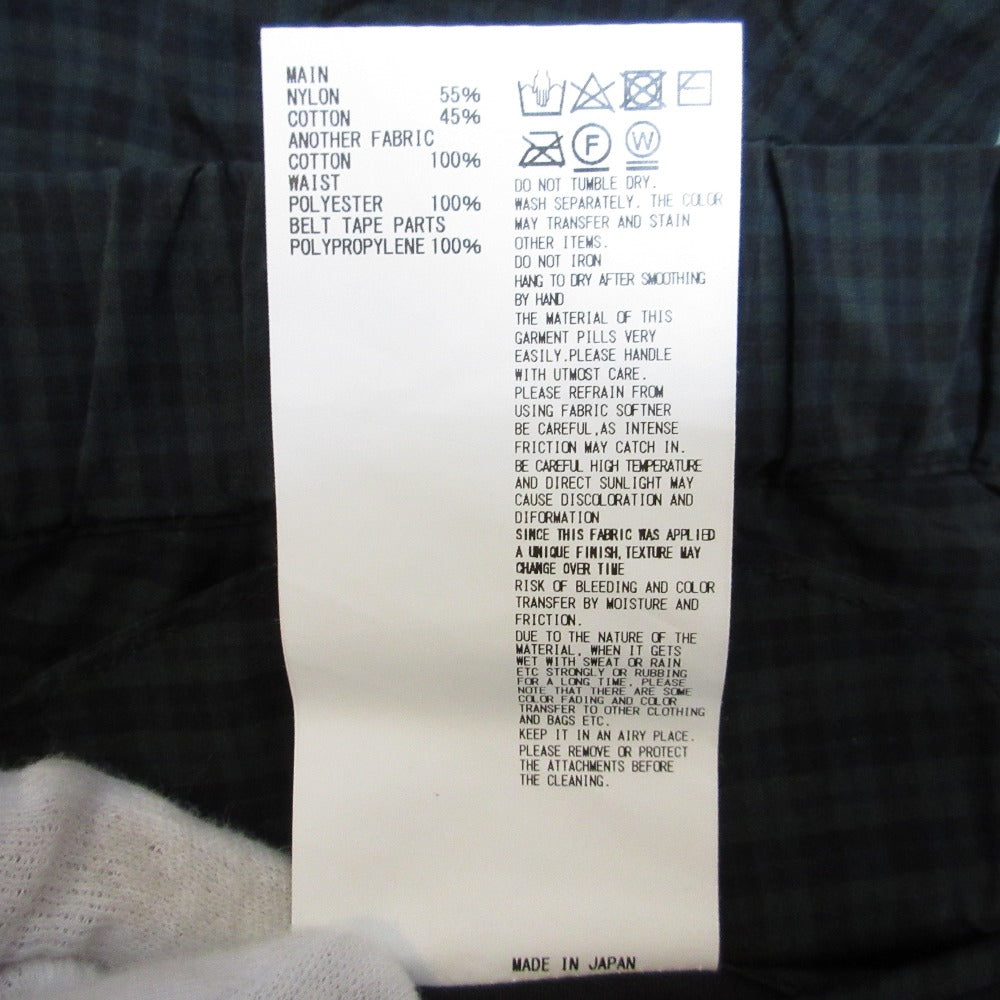 MAIN
NYLON 55%
COTTON 45%
ANOTHER FABRIC
COTTON 100%
WAIST
POLYESTER 100%
BELT TAPE PARTS
POLYPROPYLENE 100%
F W
DO NOT TUMBLE DRY.
WASH SEPARATELY. THE COLOR
MAY TRANSFER AND STAIN
OTHER ITEMS.
DO NOT IRON
HANG TO DRY AFTER SMOOTHING
BY HAND
THE MATERIAL OF THIS
GARMENT PILLS VERY
EASILY.PLEASE HANDLE
WITH UTMOST CARE.
PLEASE REFRAIN FROM
USING FABRIC SOFTNER
BE CAREFUL,AS INTENSE
FRICTION MAY CATCH IN.
BE CAREFUL HIGH TEMPERATURE
AND DIRECT SUNLIGHT MAY
CAUSE DISCOLORATION AND
DIFORMATION
SINCE THIS FABRIC WAS APPLIED
A UNIQUE FINISH,TEXTURE MAY
CHANGE OVER TIME
RISK OF BLEEDING AND COLOR
TRANSFER BY MOISTURE AND
FRICTION.
DUE TO THE NATURE OF THE
MATERIAL, WHEN IT GETS
WET WITH SWEAT OR RAIN
ETC STRONGLY OR RUBBING
FOR A LONG TIME, PLEASE
NOTE THAT THERE ARE SOME
COLOR FADING AND COLOR
TRANSFER TO OTHER CLOTHING
AND BAGS ETC.
KEEP IT IN AN AIRY PLACE.
PLEASE REMOVE OR PROTECT
THE ATTACHMENTS BEFORE
THE CLEANING.
MADE IN JAPAN